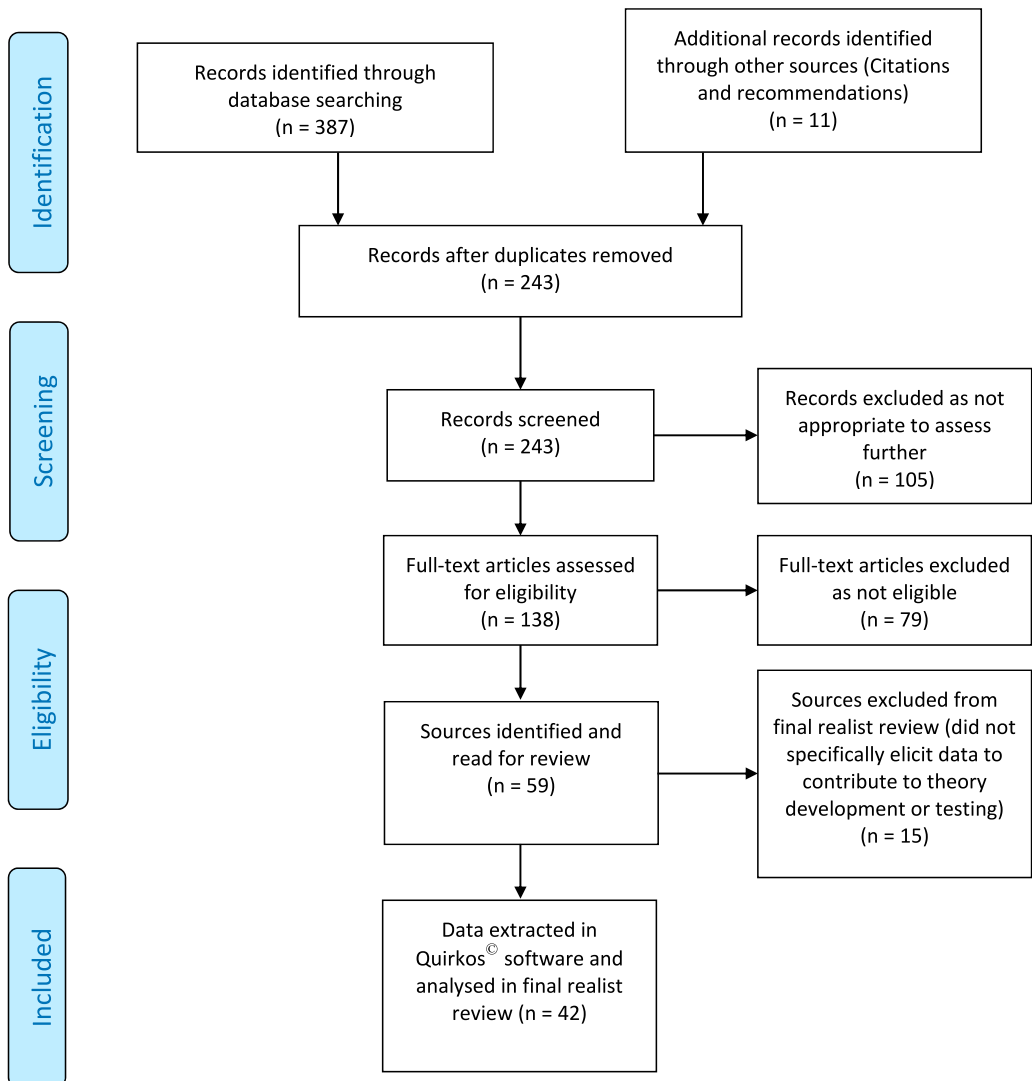 Identification
Records identified through
database searching
(n = 387)
Additional records identified
through other sources (Citations
and recommendations)
(n = 11)
Records after duplicates removed
(n = 243)
Screening
Records screened
(n = 243)
Records excluded as not
appropriate to assess
further
(n = 105)
Full-text articles assessed
for eligibility
(n = 138)
Full-text articles excluded
as not eligible
(n = 79)
Eligibility
Sources identified and
read for review
(n = 59)
Sources excluded from
final realist review (did not
specifically elicit data to
contribute to theory
development or testing)
(n = 15)
Included
Data extracted in
Quirkos© software and
analysed in final realist
review (n = 42)